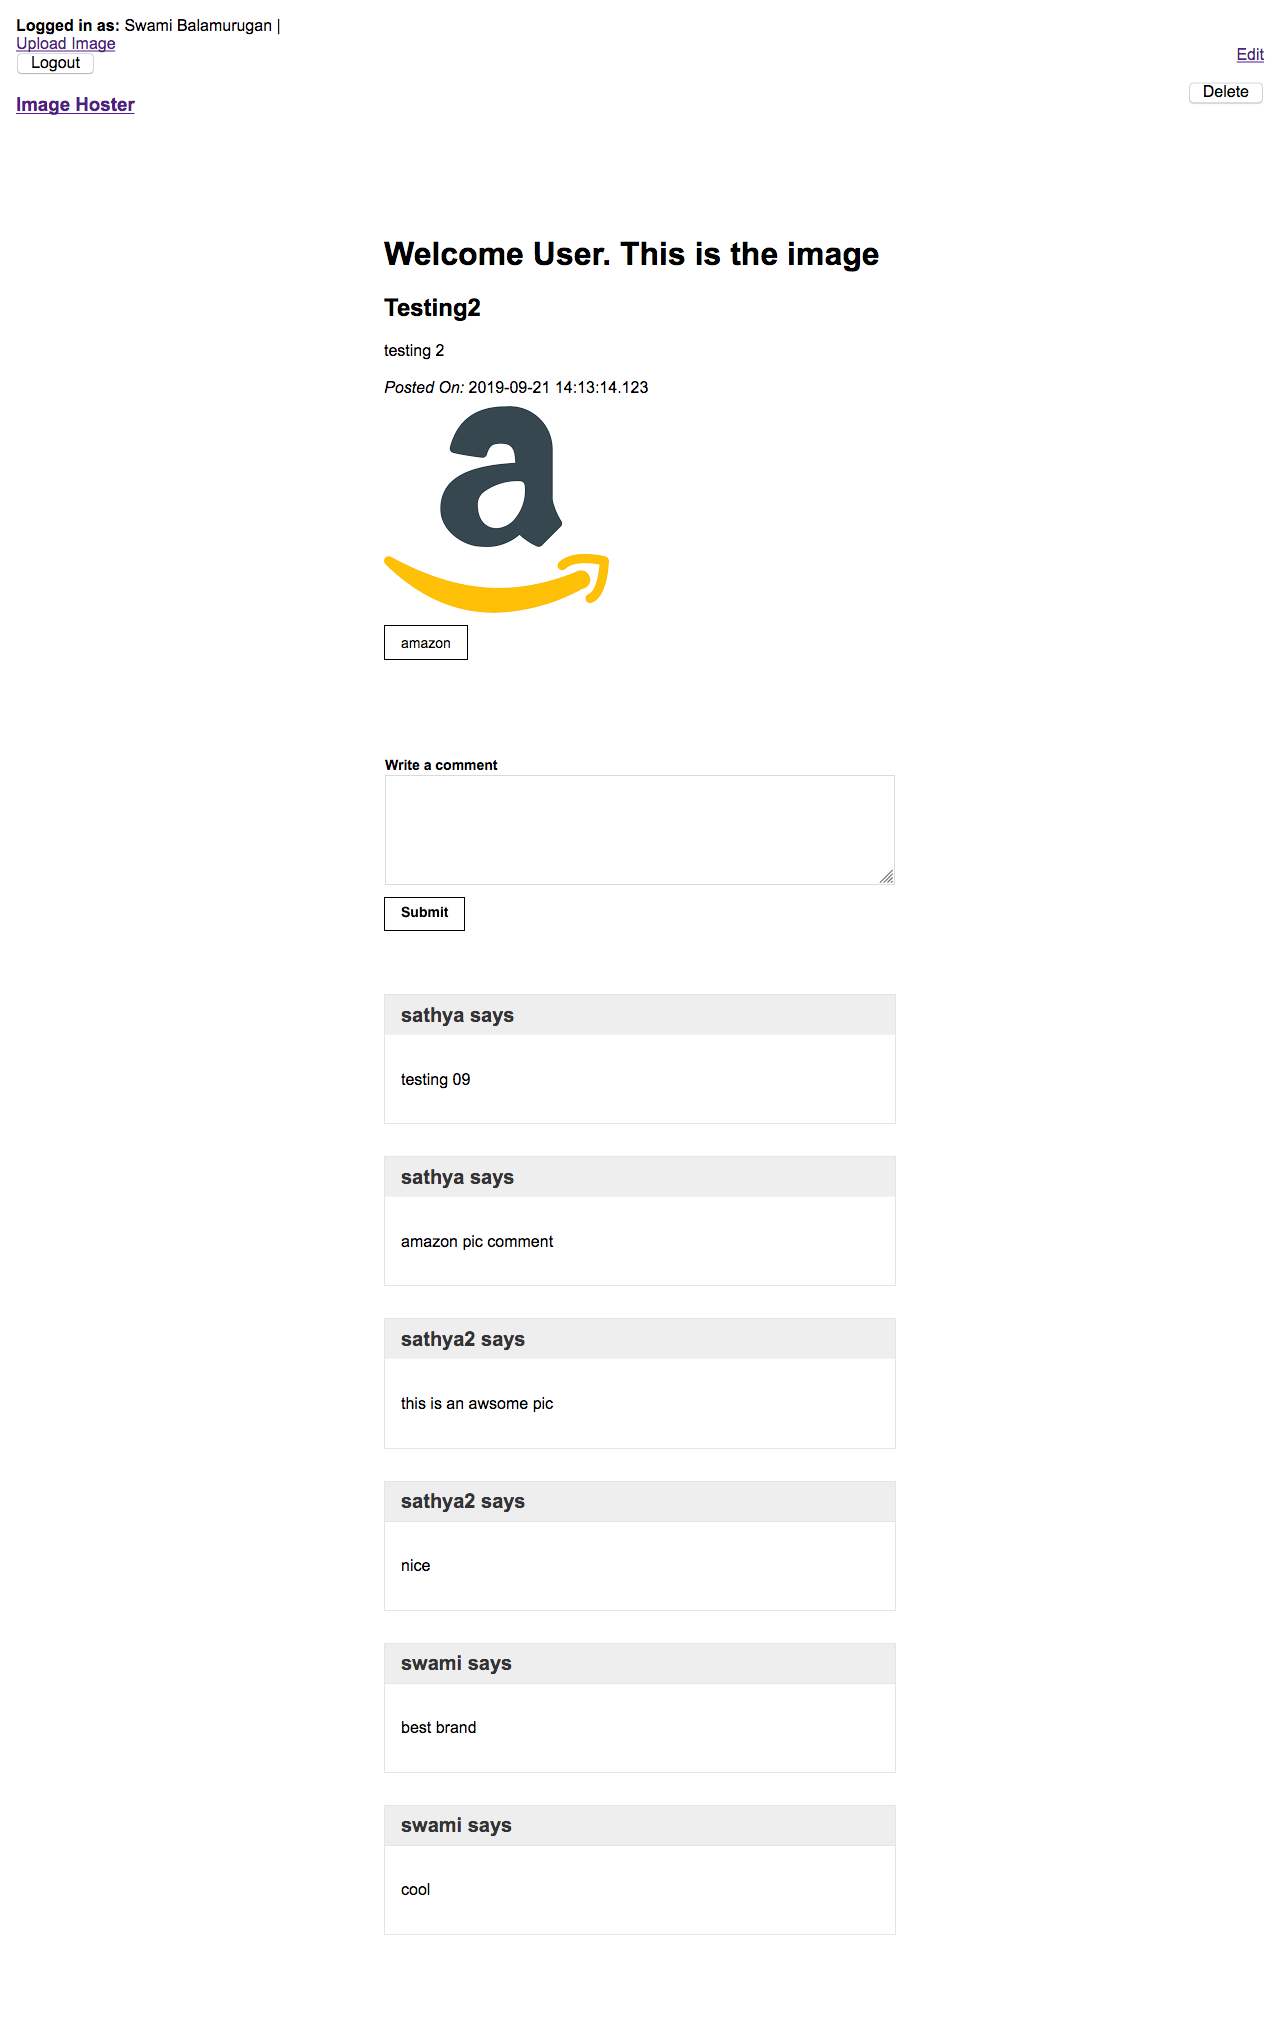 Logged in as: Swami Balamurugan |
Upload Image
Edit
Logout
Delete
Image Hoster
Welcome User. This is the image
Testing2
testing 2
Posted On: 2019-09-21 14:13:14.123
a
amazon
Write a comment
Submit
sathya says
testing 09
sathya says
amazon pic comment
sathya2 says
this is an awsome pic
sathya2 says
nice
swami says
best brand
swami says
cool